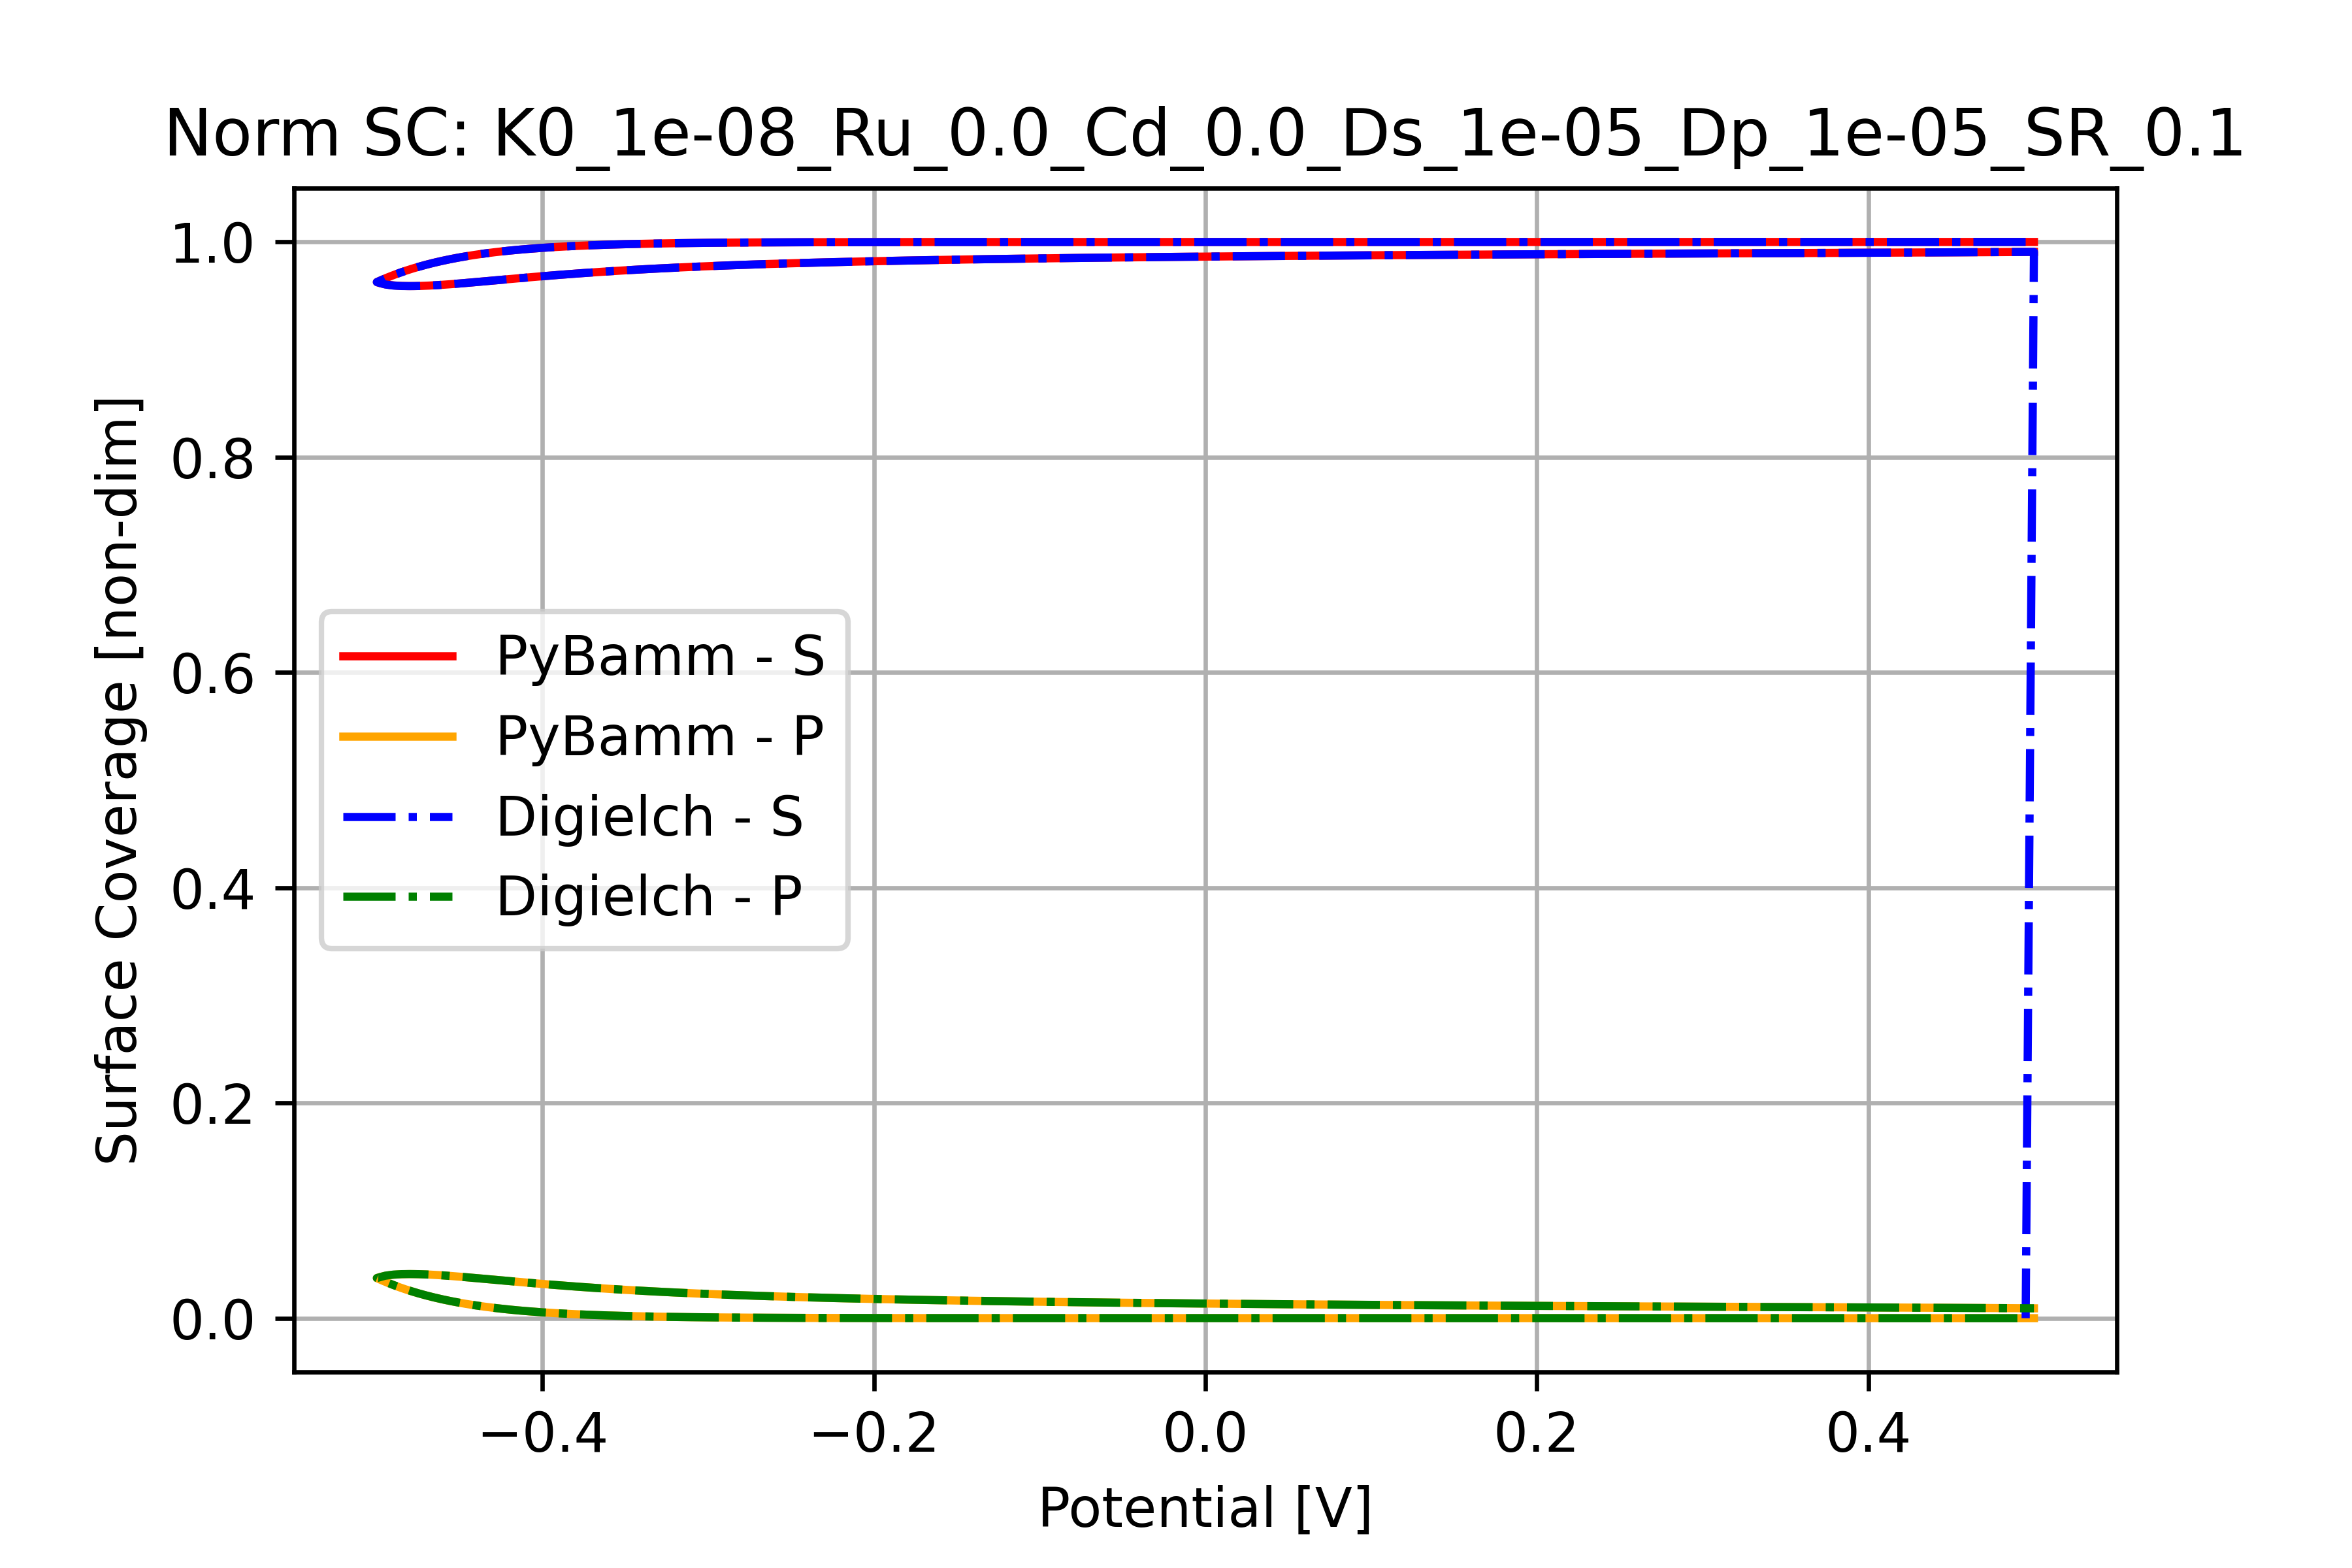 Norm SC: K0_1e-08_Ru_0.0_Cd_0.0_Ds_1e-05_Dp_1e-05_SR_0.1
Surface Coverage [non-dim]
1.0
0.8
0.6
0.4
0.2
0.0
PyBamm - S
PyBamm - P
Digielch - S
Digielch - P
−0.4
−0.2
0.0
0.2
0.4
Potential [V]